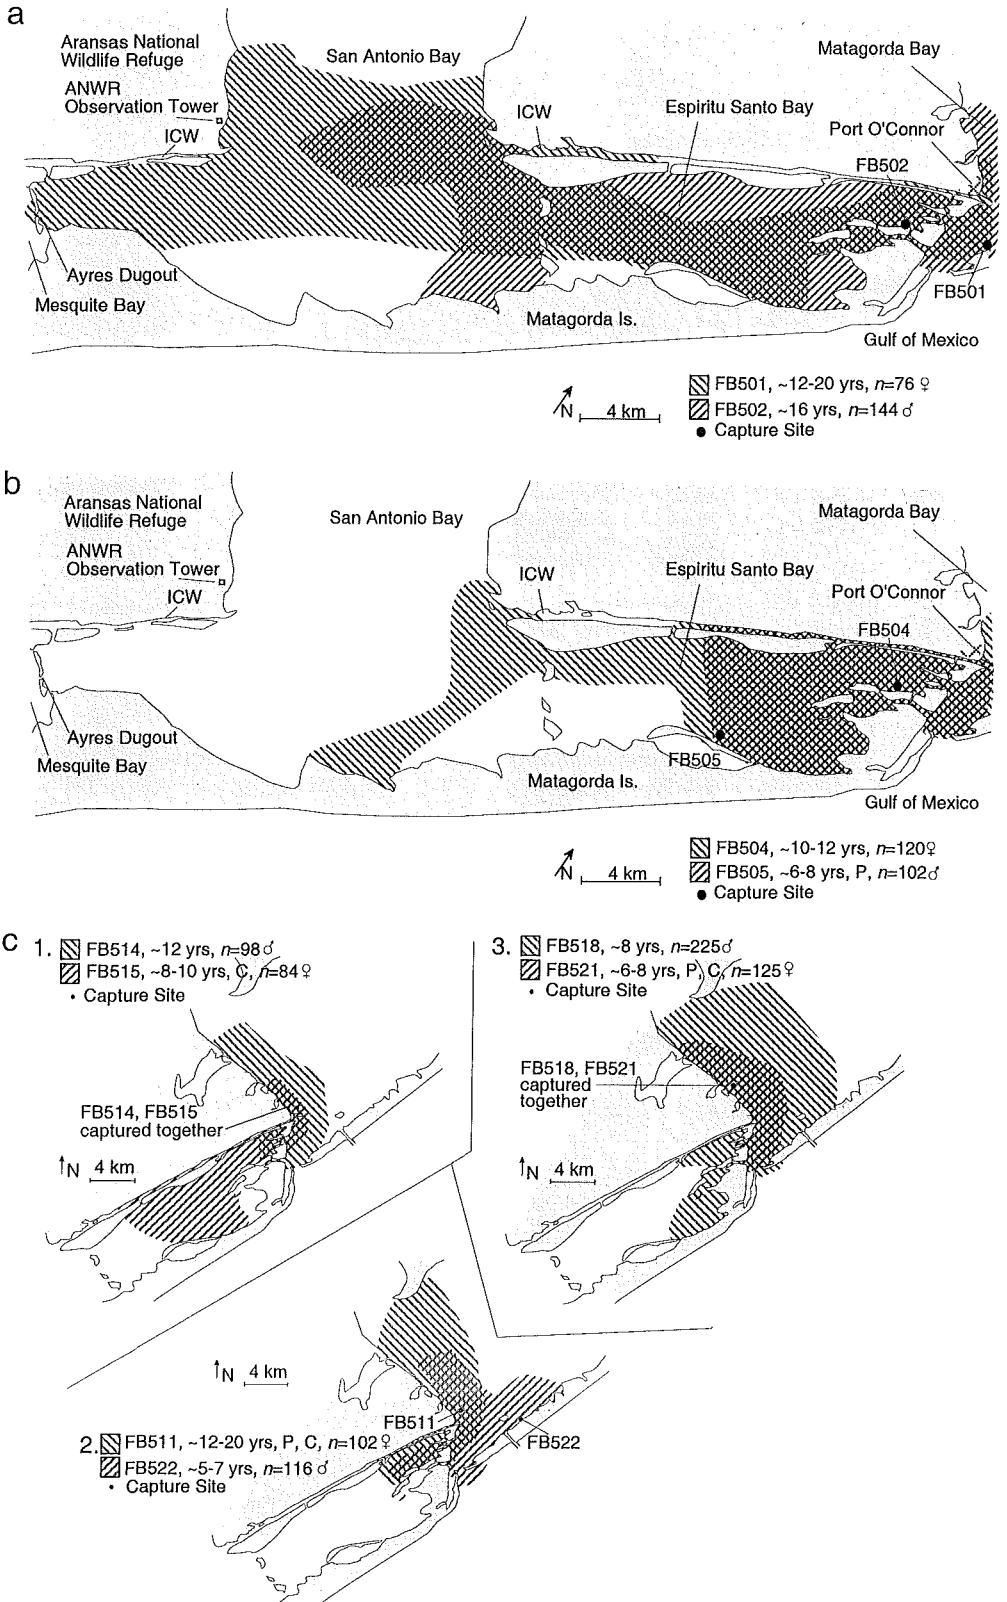 a
Aransas National
Wildlife Refuge
San Antonio Bay
Matagorda Bay
ANWR
Observation Tower
ICW
ICW
Espiritu Santo Bay
Port O'Connor
FB502
Ayres Dugout
Mesquite Bay
FB501
Matagorda Is.
Gulf of Mexico
N 4 km
FB501, ~12-20 yrs, n=76 ♀
FB502, ~16 yrs, n=144 ♂
Capture Site
b
Aransas National
Wildlife Refuge
San Antonio Bay
Matagorda Bay
ANWR
Observation Tower
ICW
ICW
Espiritu Santo Bay
Port O'Connor
FB504
Ayres Dugout
Mesquite Bay
FB505
Matagorda Is.
Gulf of Mexico
N 4 km
FB504, ~10-12 yrs, n=120♀
FB505, ~6-8 yrs, P, n=102♂
Capture Site
c
1. FB514, ~12 yrs, n=98♂
FB515, ~8-10 yrs, C, n=84♀
Capture Site
FB514, FB515
captured together
N 4 km
3. FB518, ~8 yrs, n=225♂
FB521, ~6-8 yrs, P, C, n=125♀
Capture Site
FB518, FB521
captured
together
N 4 km
N 4 km
FB511
FB522
2. FB511, ~12-20 yrs, P, C, n=102♀
FB522, ~5-7 yrs, n=116 ♂
Capture Site